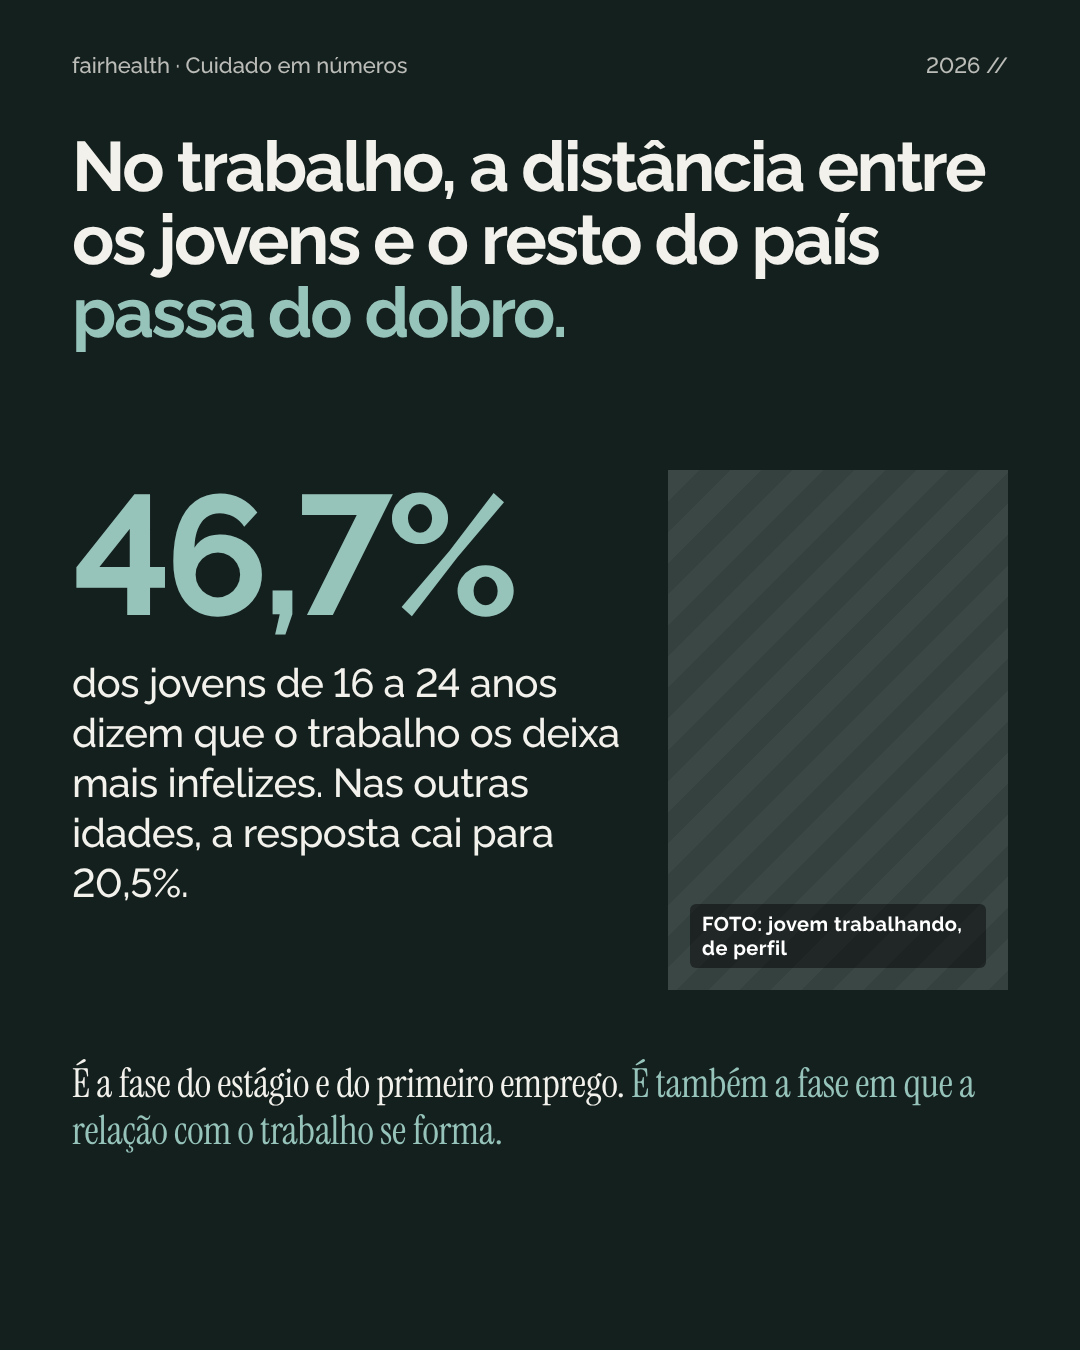 fairhealth · Cuidado em números
2026 //
No trabalho, a distância entre
os jovens e o resto do país
passa do dobro.
46,7%
dos jovens de 16 a 24 anos
dizem que o trabalho os deixa
mais infelizes. Nas outras
idades, a resposta cai para
20,5%.
FOTO: jovem trabalhando,
de perfil
É a fase do estágio e do primeiro emprego. É também a fase em que a
relação com o trabalho se forma.